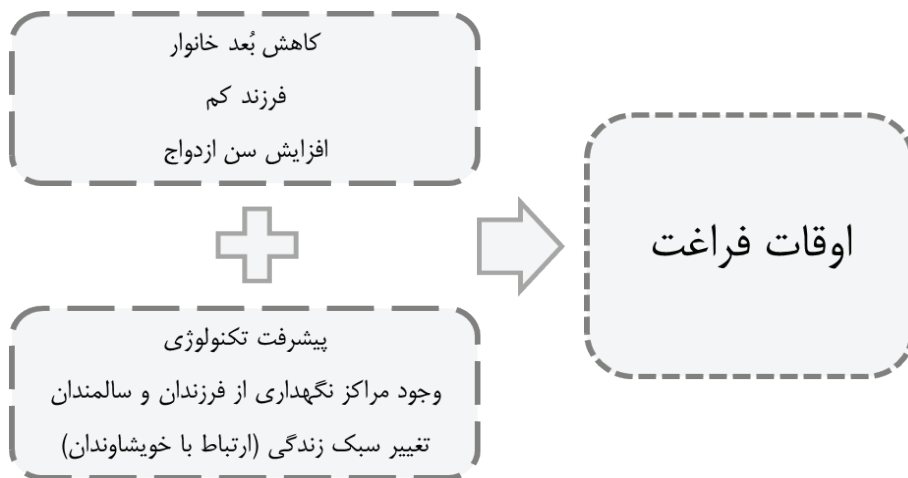 کاهش بُعد خانوار
فرزند کم
افزایش سن ازدواج
پیشرفت تکنولوژی
وجود مراکز نگهداری از فرزندان و سالمندان
تغییر سبک زندگی (ارتباط با خویشاوندان)
اوقات فراغت